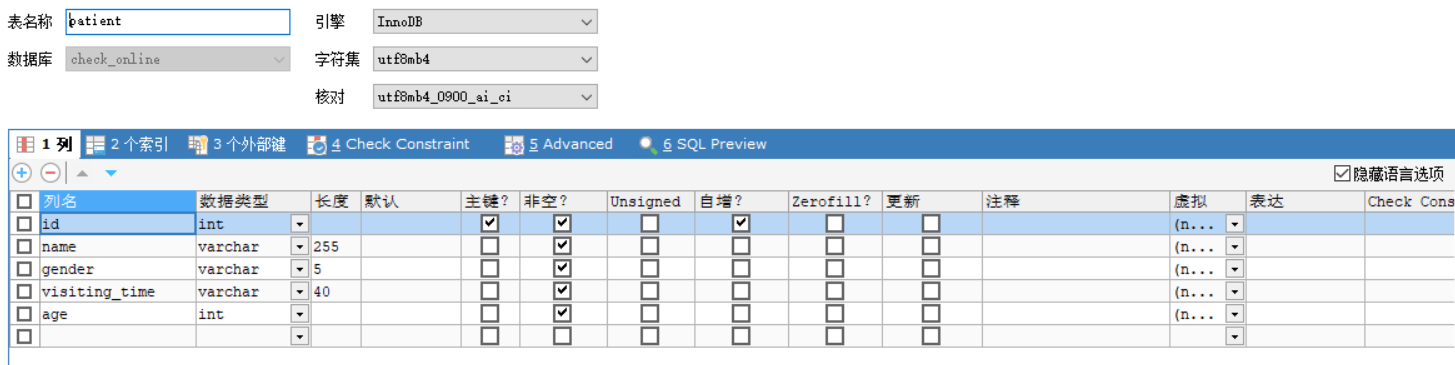 表名称 patient 引擎 InnoDB
数据库 check_online 字符集 utf8mb4
核对 utf8mb4_0900_ai_ci
1 列 2 个索引 3 个外部键 4 Check Constraint 5 Advanced 6 SQL Preview
隐藏语言选项
列名 数据类型 长度 默认 主键? 非空? Unsigned 自增? Zerofill? 更新 注释 虚拟 表达 Check Cons
id int (n...
name varchar 255 (n...
gender varchar 5 (n...
visiting_time varchar 40 (n...
age int (n...